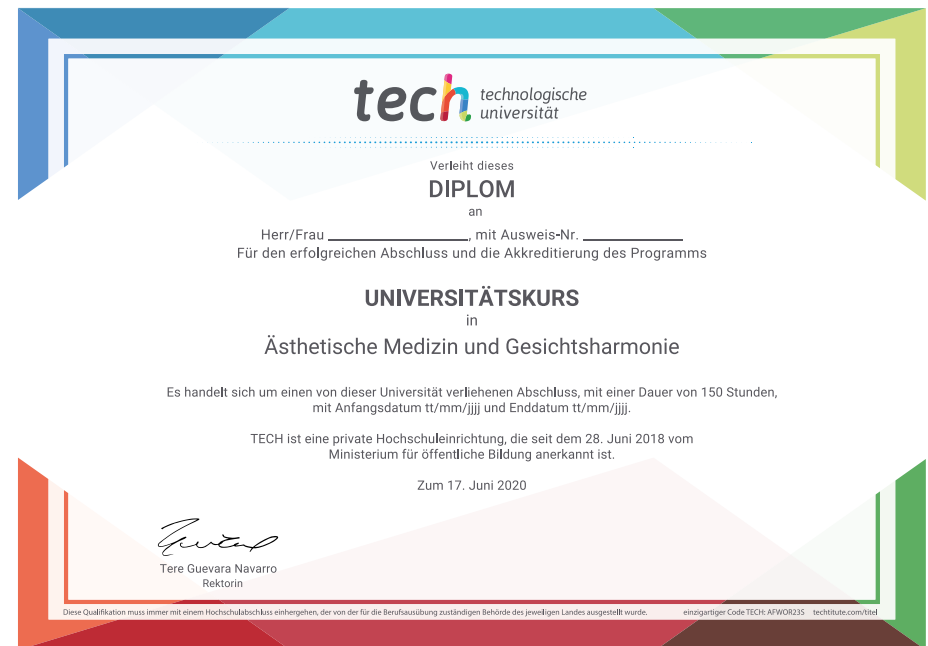 tech technologische
universität
Verleiht dieses
DIPLOM
an
Herr/Frau ___________________, mit Ausweis-Nr. ______________
Für den erfolgreichen Abschluss und die Akkreditierung des Programms
UNIVERSITÄTSKURS
in
Ästhetische Medizin und Gesichtsharmonie
Es handelt sich um einen von dieser Universität verliehenen Abschluss, mit einer Dauer von 150 Stunden,
mit Anfangsdatum tt/mm/jjjj und Enddatum tt/mm/jjjj.
TECH ist eine private Hochschuleinrichtung, die seit dem 28. Juni 2018 vom
Ministerium für öffentliche Bildung anerkannt ist.
Zum 17. Juni 2020
Tere Guevara Navarro
Rektorin
Diese Qualifikation muss immer mit einem Hochschulabschluss einhergehen, der von der für die Berufsausübung zuständigen Behörde des jeweiligen Landes ausgestellt wurde. einzigartiger Code TECH: AFWOR23S techtitute.com/titel